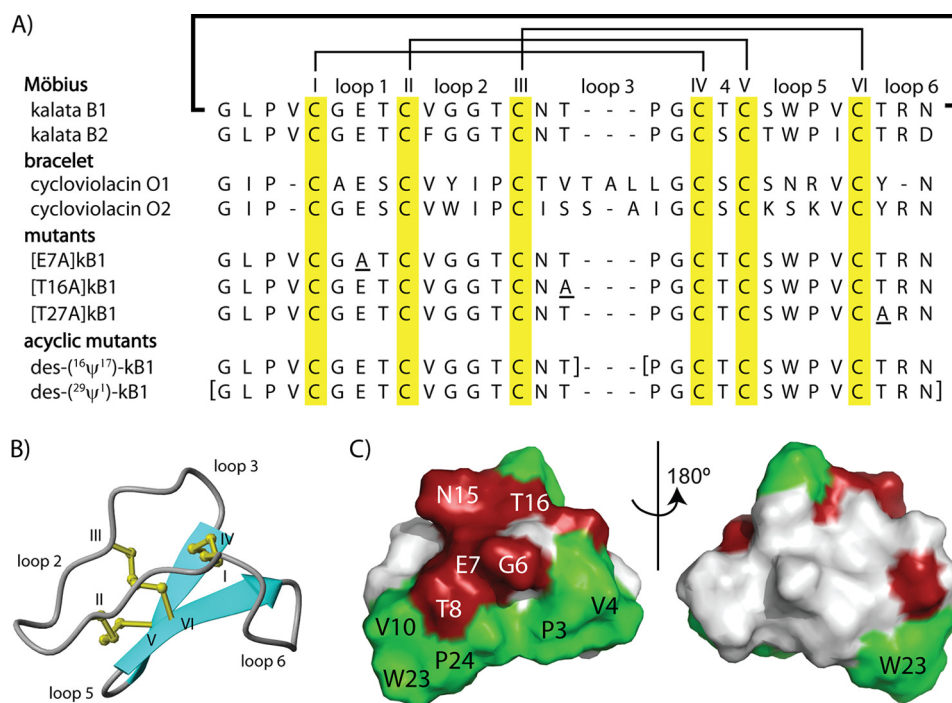 A)
I loop 1 II loop 2 III loop 3 IV 4 V loop 5 VI loop 6
Möbius
kalata B1 G L P V C G E T C V G G T C N T - - - P G C T C S W P V C T R N
kalata B2 G L P V C G E T C F G G T C N T - - - P G C S C T W P I C T R D
bracelet
cycloviolacin O1 G I P - C A E S C V Y I P C T V T A L L G C S C S N R V C Y - N
cycloviolacin O2 G I P - C G E S C V W I P C I S S - A I G C S C K S K V C Y R N
mutants
[E7A]kB1 G L P V C G A T C V G G T C N T - - - P G C T C S W P V C T R N
[T16A]kB1 G L P V C G E T C V G G T C N A - - - P G C T C S W P V C T R N
[T27A]kB1 G L P V C G E T C V G G T C N T - - - P G C T C S W P V C A R N
acyclic mutants
des-(¹⁶ψ¹⁷)-kB1 G L P V C G E T C V G G T C N T] - - - [P G C T C S W P V C T R N
des-(²⁹ψ¹)-kB1 [G L P V C G E T C V G G T C N T - - - P G C T C S W P V C T R N]
B)
loop 3
III
IV
loop 2
I
II
V
VI
loop 6
loop 5
C)
180º
N15
T16
E7
G6
T8
V4
V10
P3
P24
W23
W23